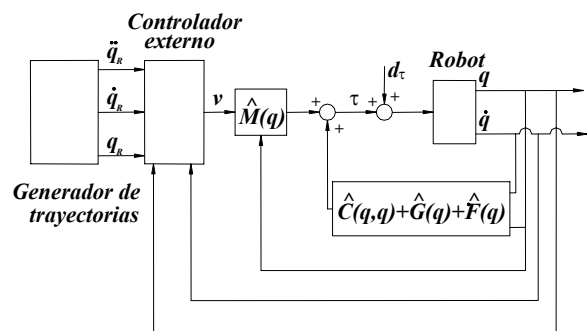 Controlador
externo
q̈_R
q̇_R
q_R
Generador de
trayectorias
v
M̂(q)
+
+
τ
d_τ
+
+
Robot
q
q̇
Ĉ(q,q)+Ĝ(q)+F̂(q)